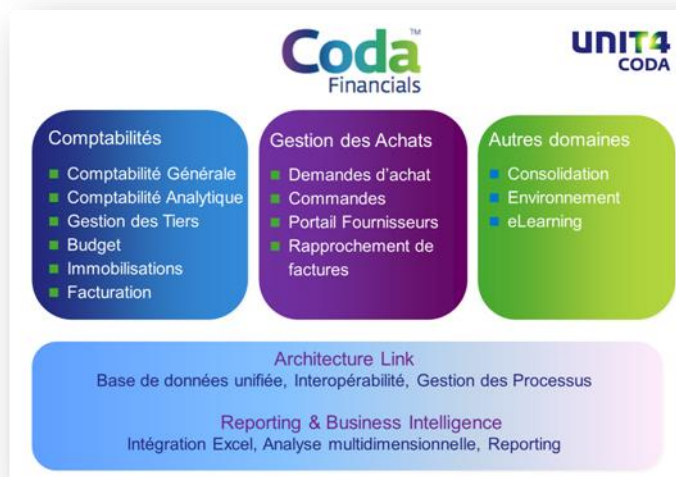 Coda™
Financials
UNIT4
CODA
Comptabilités
Comptabilité Générale
Comptabilité Analytique
Gestion des Tiers
Budget
Immobilisations
Facturation
Gestion des Achats
Demandes d'achat
Commandes
Portail Fournisseurs
Rapprochement de
factures
Autres domaines
Consolidation
Environnement
eLearning
Architecture Link
Base de données unifiée, Interopérabilité, Gestion des Processus
Reporting & Business Intelligence
Intégration Excel, Analyse multidimensionnelle, Reporting